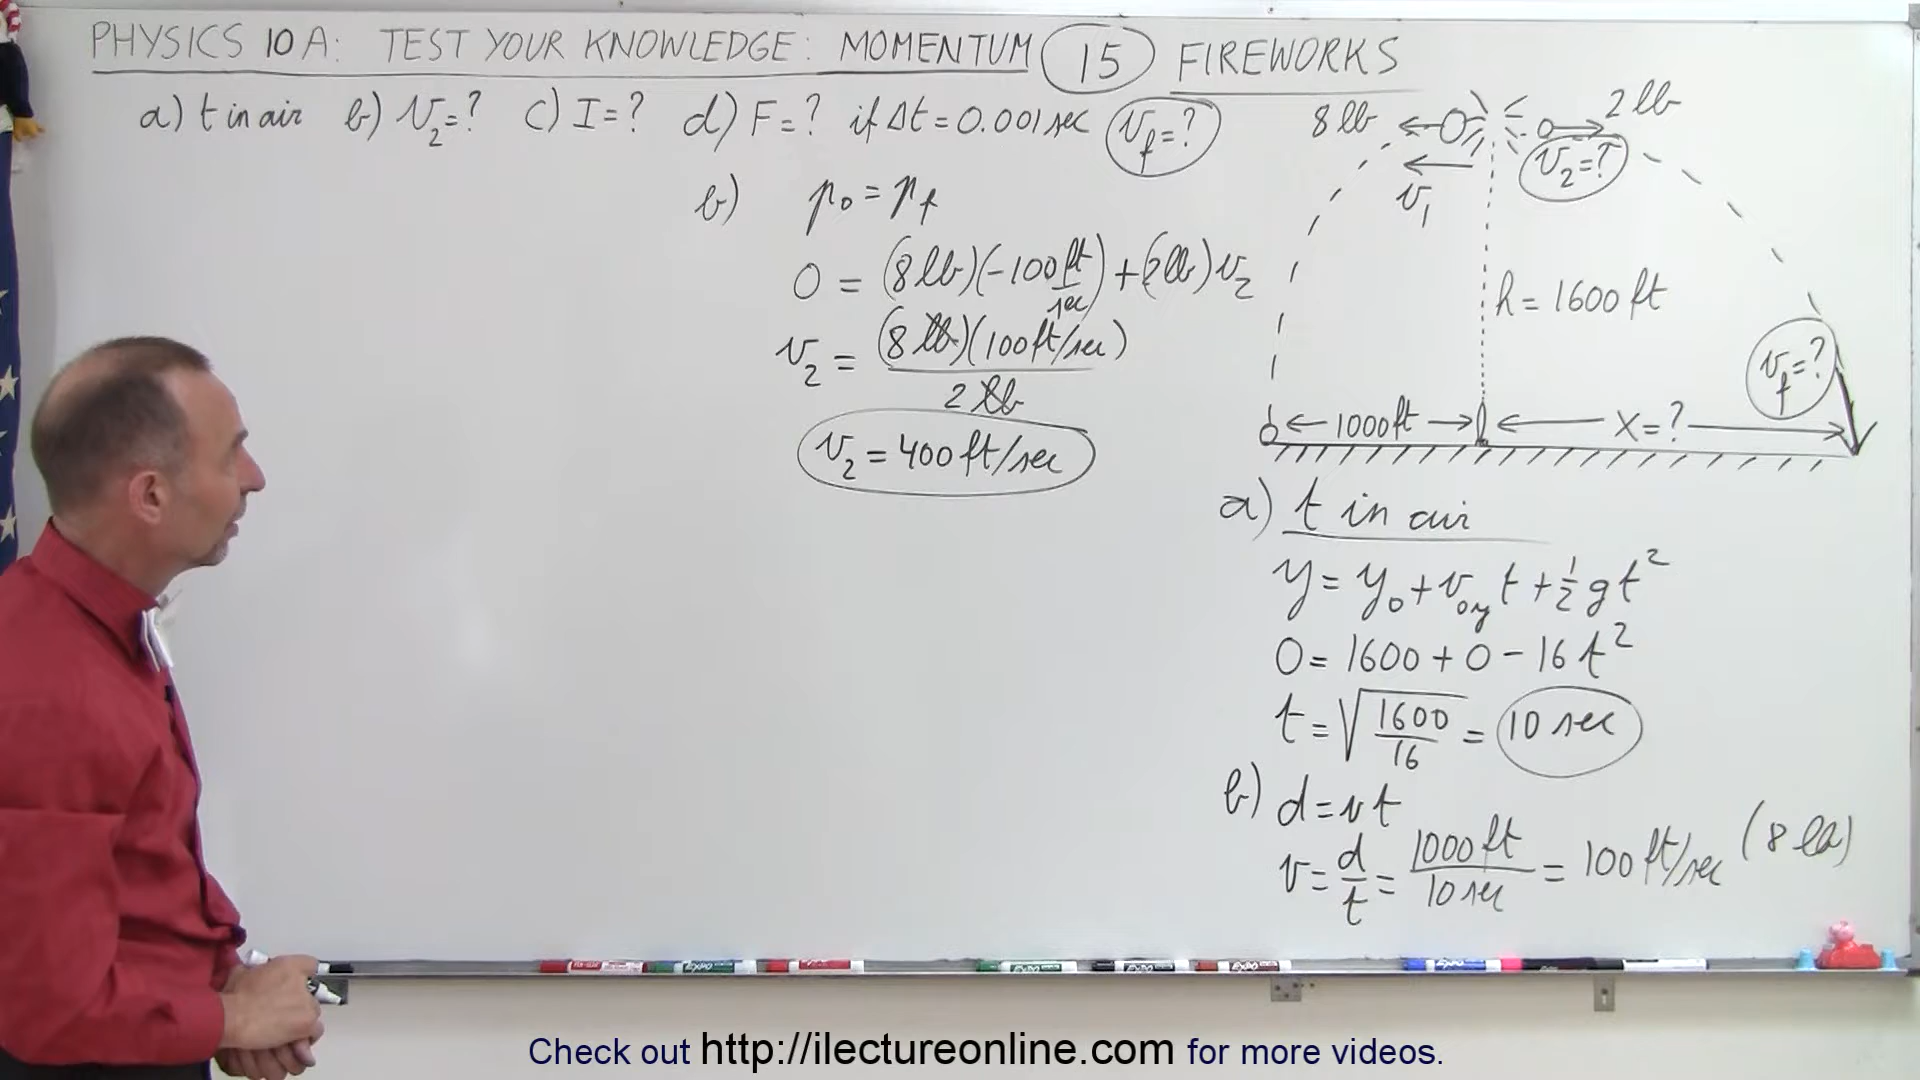 PHYSICS 10A: TEST YOUR KNOWLEDGE: MOMENTUM 15 FIREWORKS
a) t in air b) v₂=? c) I=? d) F=? if Δt=0.001 sec v_f=?
8 lb 2 lb
v₂=?
v₁
h = 1600 ft
v_f=?
1000 ft x=?
b) p₀ = p_f
0 = (8 lb)(-100 ft/sec) + (2 lb) v₂
v₂ = (8 lb)(100 ft/sec) / 2 lb
v₂ = 400 ft/sec
a) t in air
y = y₀ + v₀y t + ½ g t²
0 = 1600 + 0 - 16 t²
t = √(1600/16) = 10 sec
b) d = v t
v = d/t = 1000 ft/10 sec = 100 ft/sec (8 lb)
Check out http://ilectureonline.com for more videos.